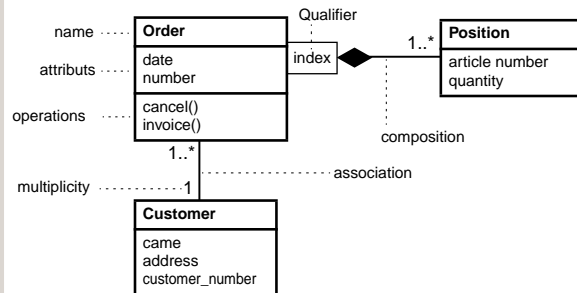 Qualifier
name
Order
1..*
Position
attributs
date
number
index
article number
quantity
operations
cancel()
invoice()
composition
1..*
association
multiplicity
1
Customer
came
address
customer_number